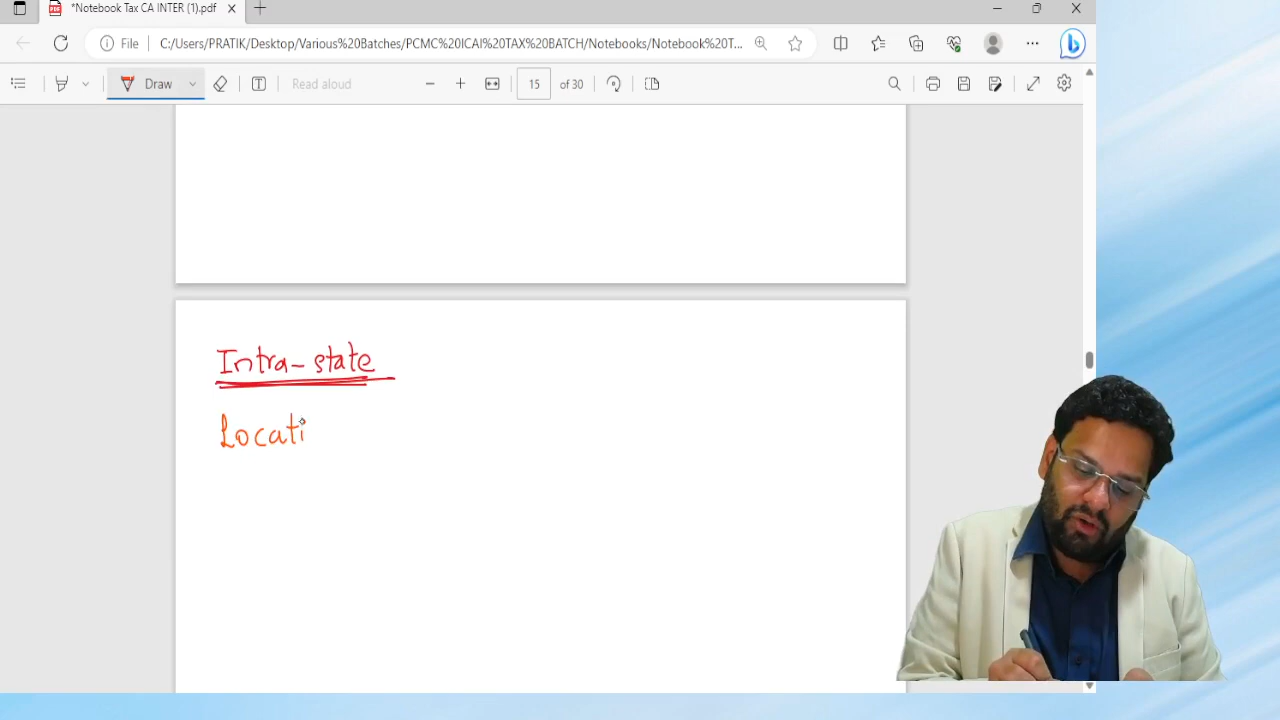 *Notebook Tax CA INTER (1).pdf
File C:/Users/PRATIK/Desktop/Various%20Batches/PCMC%20ICAI%20TAX%20BATCH/Notebooks/Notebook%20T...
Draw Read aloud 15 of 30
Intra-state
Locati